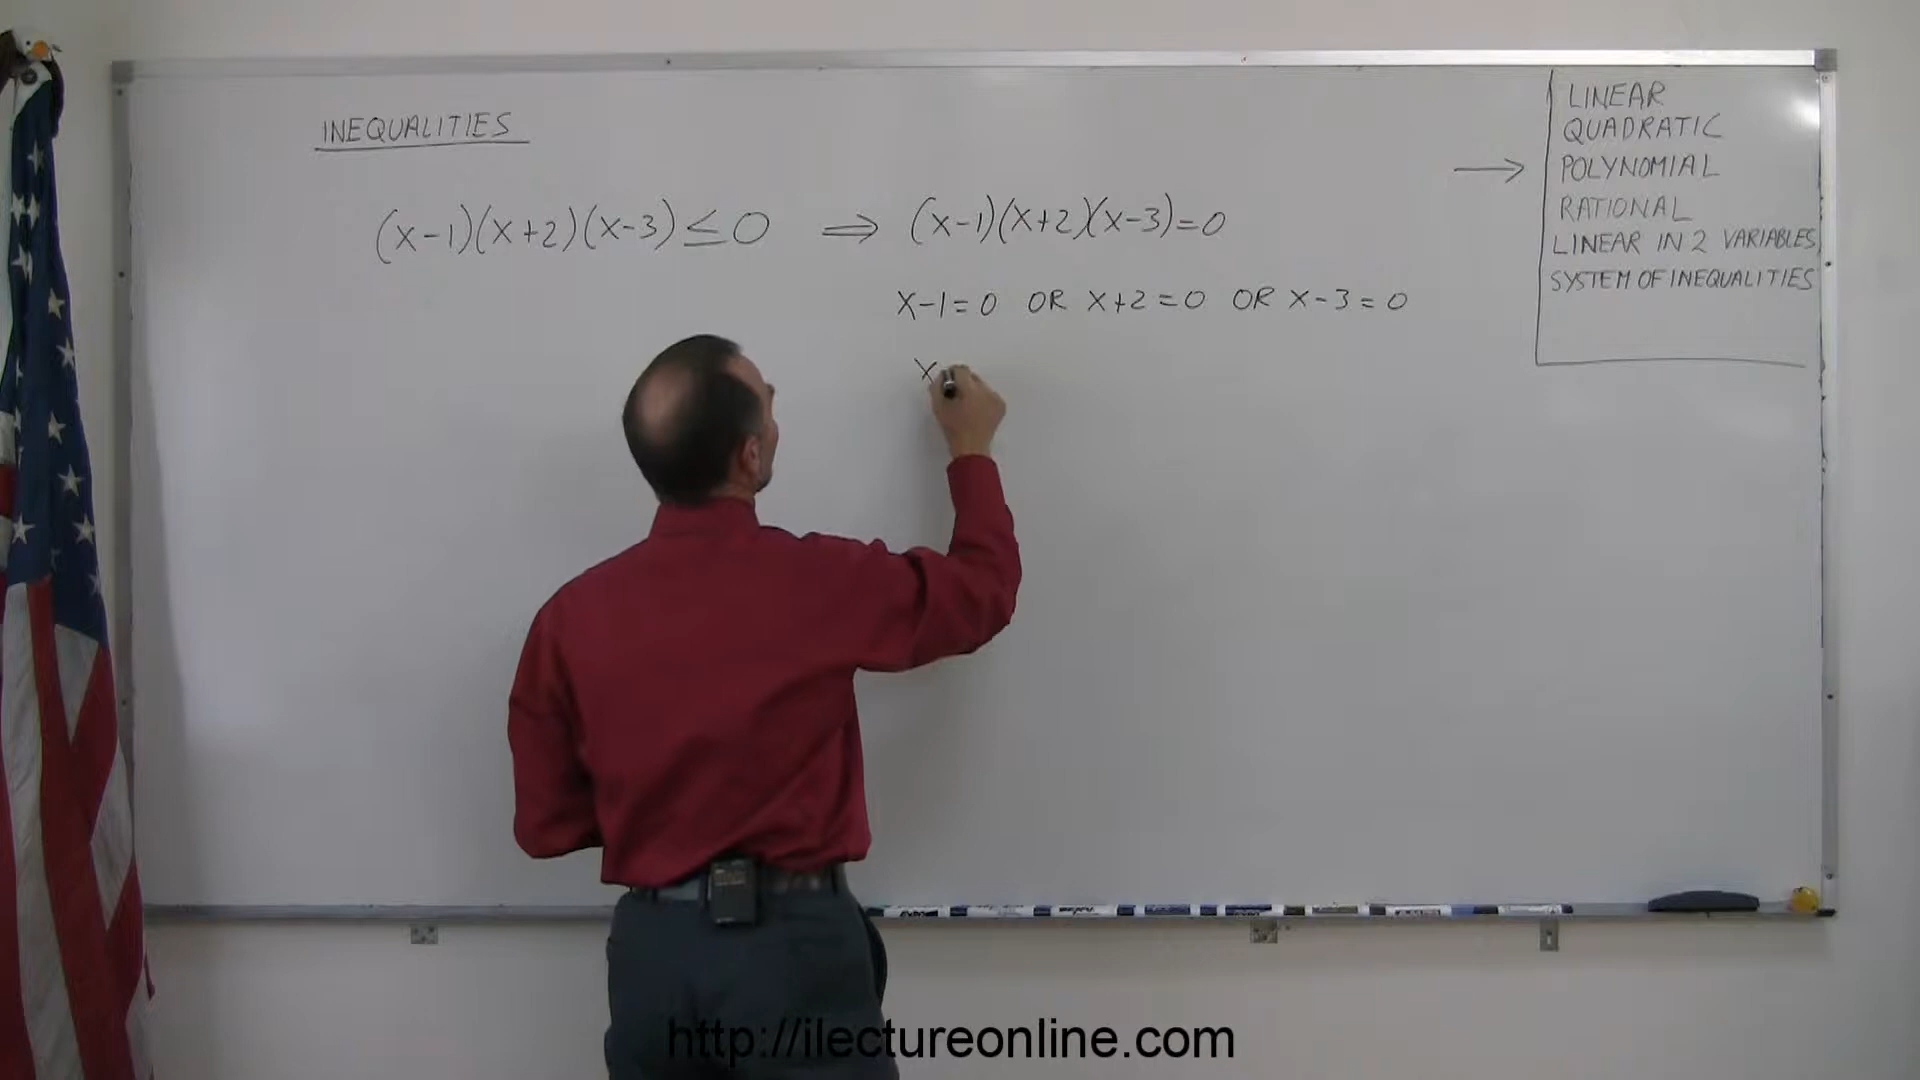 INEQUALITIES
(x-1)(x+2)(x-3)≤0 ⇒ (x-1)(x+2)(x-3)=0
x-1=0 OR x+2=0 OR x-3=0
x
→
LINEAR
QUADRATIC
POLYNOMIAL
RATIONAL
LINEAR IN 2 VARIABLES
SYSTEM OF INEQUALITIES
http://ilectureonline.com